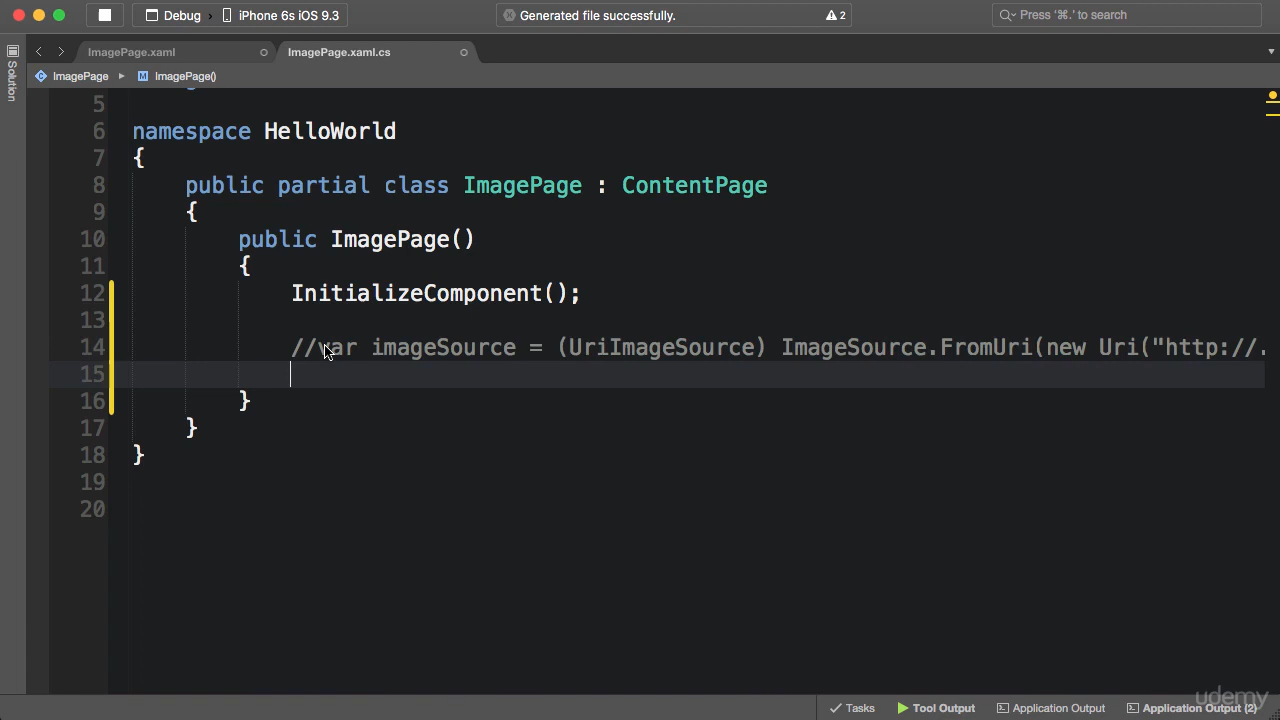 Debug
iPhone 6s iOS 9.3
Generated file successfully.
2
Press '⌘.' to search
Solution
ImagePage.xaml
ImagePage.xaml.cs
C ImagePage
M ImagePage()
5
6 namespace HelloWorld
7 {
8 public partial class ImagePage : ContentPage
9 {
10 public ImagePage()
11 {
12 InitializeComponent();
13
14 //var imageSource = (UriImageSource) ImageSource.FromUri(new Uri("http://.
15
16 }
17 }
18 }
19
20
Tasks
Tool Output
Application Output
Application Output (2)
udemy